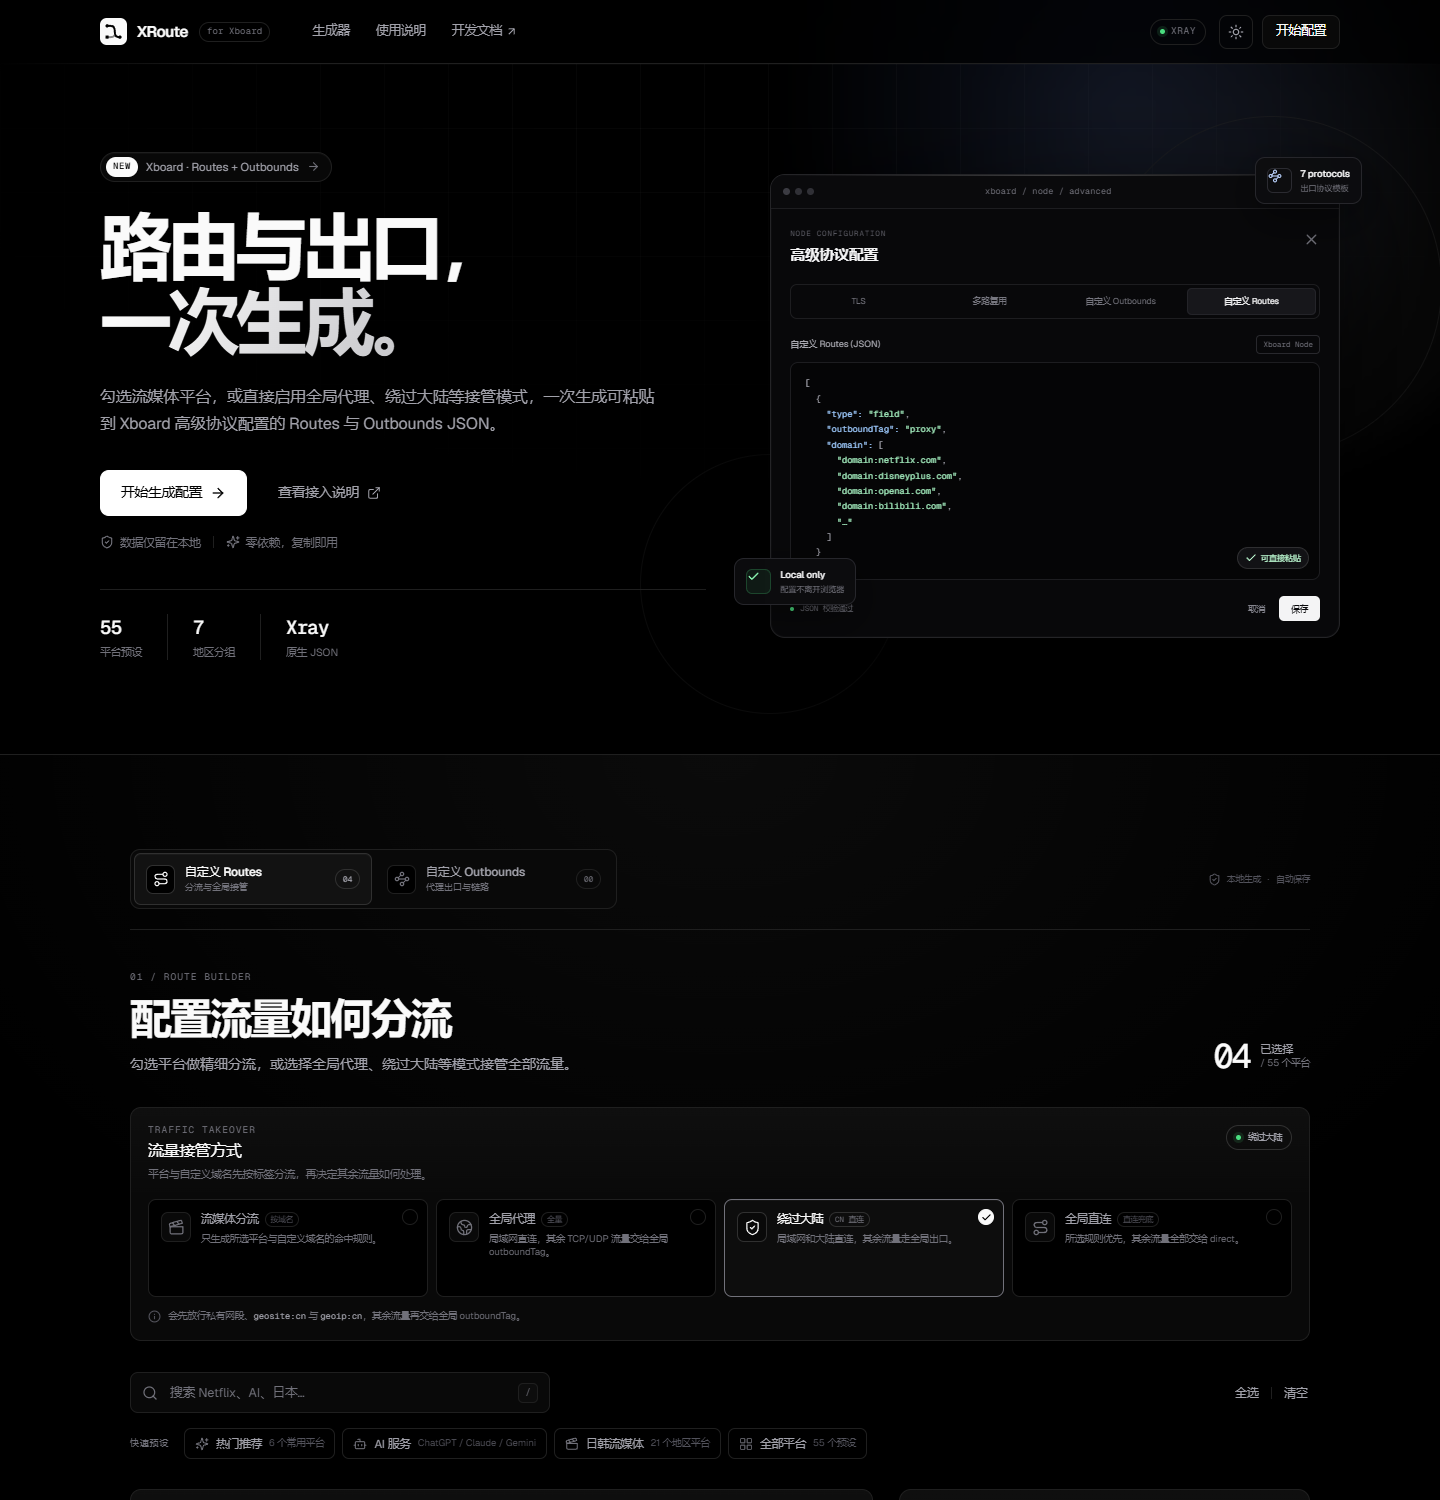 XRoute
for Xboard
生成器
使用说明
开发文档
XRAY
开始配置
NEW
Xboard · Routes + Outbounds
路由与出口，
一次生成。
勾选流媒体平台，或直接启用全局代理、绕过大陆等接管模式，一次生成可粘贴
到 Xboard 高级协议配置的 Routes 与 Outbounds JSON。
开始生成配置
查看接入说明
数据仅留在本地
零依赖，复制即用
55
平台预设
7
地区分组
Xray
原生 JSON
xboard / node / advanced
7 protocols
出口协议模板
NODE CONFIGURATION
高级协议配置
TLS
多路复用
自定义 Outbounds
自定义 Routes
自定义 Routes (JSON)
Xboard Node
[
{
"type": "field",
"outboundTag": "proxy",
"domain": [
"domain:netflix.com",
"domain:disneyplus.com",
"domain:openai.com",
"domain:bilibili.com",
"…"
]
}
可直接粘贴
Local only
配置不离开浏览器
JSON 校验通过
取消
保存
自定义 Routes
分流与全局接管
04
自定义 Outbounds
代理出口与链路
00
本地生成 · 自动保存
01 / ROUTE BUILDER
配置流量如何分流
勾选平台做精细分流，或选择全局代理、绕过大陆等模式接管全部流量。
04
已选择
/ 55 个平台
TRAFFIC TAKEOVER
流量接管方式
平台与自定义域名先按标签分流，再决定其余流量如何处理。
绕过大陆
流媒体分流
按域名
只生成所选平台与自定义域名的命中规则。
全局代理
全量
局域网直连，其余 TCP/UDP 流量交给全局
outboundTag。
绕过大陆
CN 直连
局域网和大陆直连，其余流量走全局出口。
全局直连
直连兜底
所选规则优先，其余流量全部交给 direct。
会先放行私有网段、geosite:cn 与 geoip:cn，其余流量再交给全局 outboundTag。
搜索 Netflix、AI、日本…
/
全选
清空
快速预设
热门推荐
6 个常用平台
AI 服务
ChatGPT / Claude / Gemini
日韩流媒体
21 个地区平台
全部平台
55 个预设